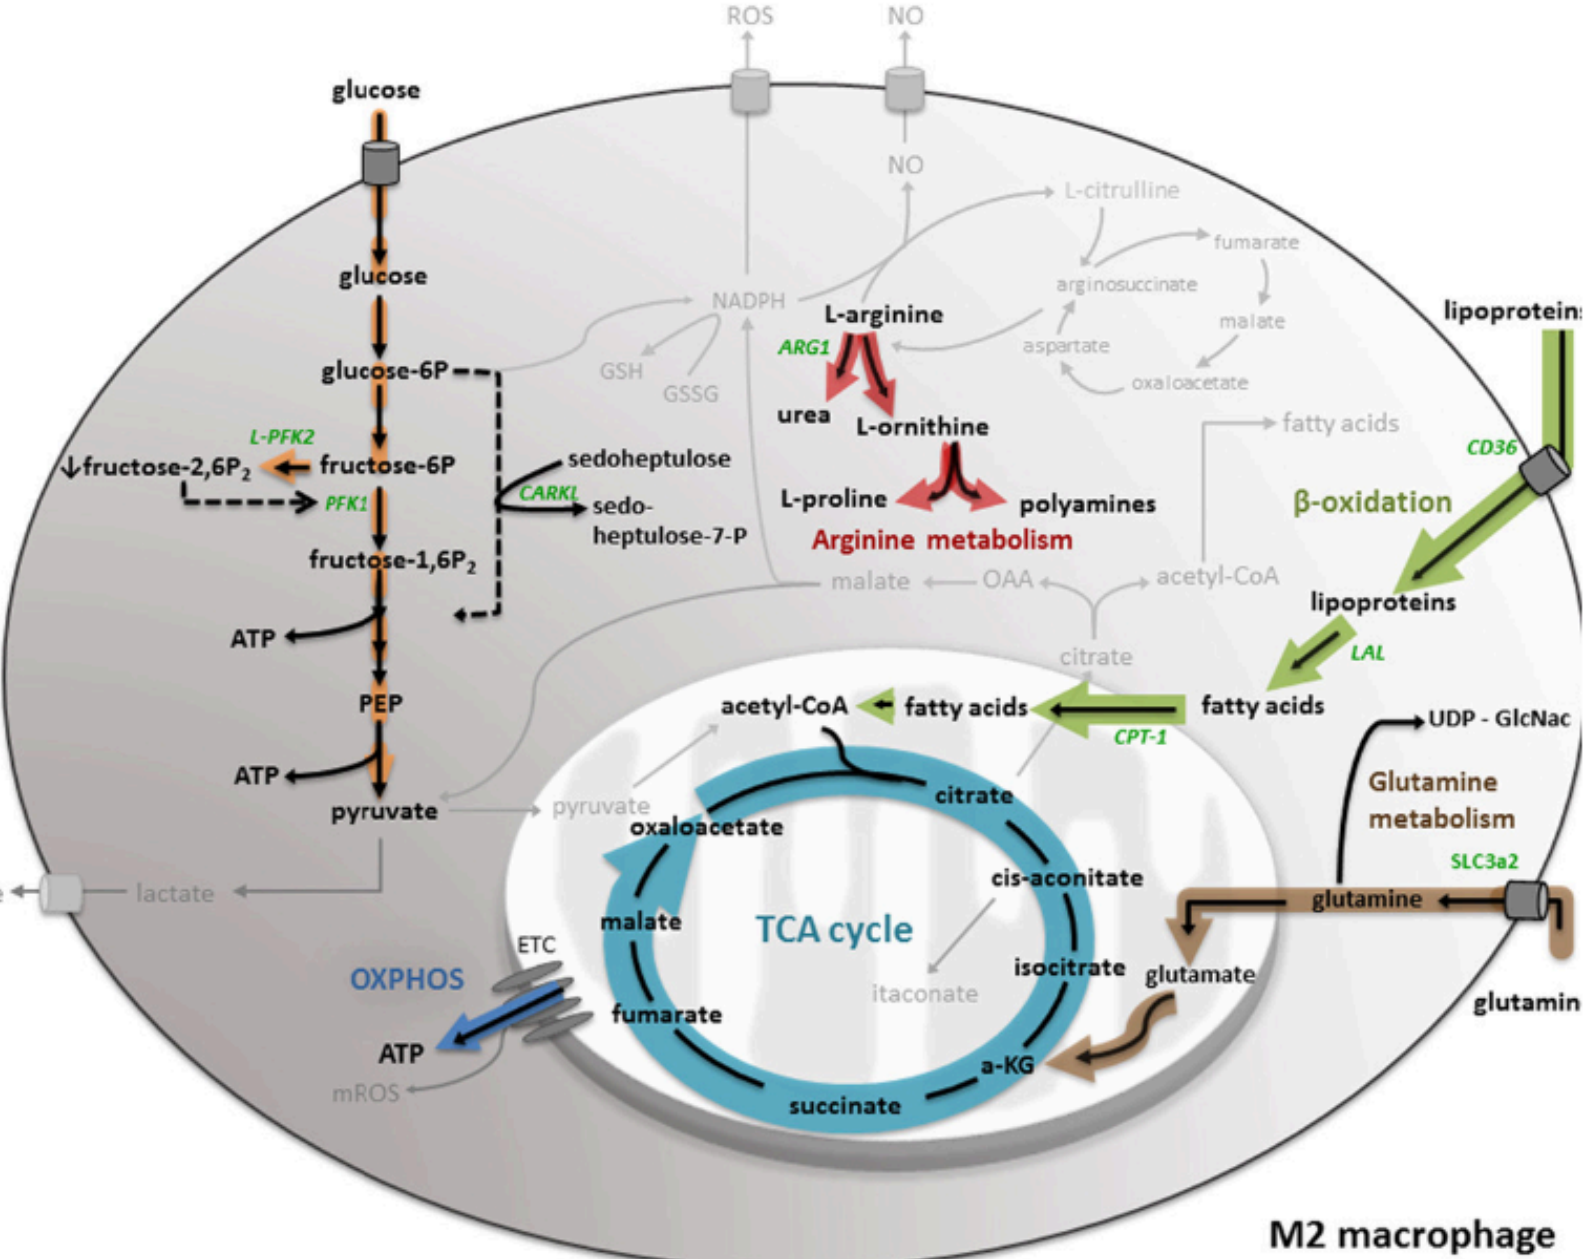 ROS
NO
glucose
NO
L-citrulline
fumarate
glucose
arginosuccinate
NADPH
L-arginine
lipoproteins
malate
ARG1
aspartate
glucose-6P
GSH
oxaloacetate
GSSG
urea
L-ornithine
fatty acids
L-PFK2
CD36
↓fructose-2,6P₂
fructose-6P
sedoheptulose
PFK1
CARKL
sedo-
heptulose-7-P
L-proline
polyamines
β-oxidation
Arginine metabolism
fructose-1,6P₂
malate
OAA
acetyl-CoA
lipoproteins
ATP
citrate
LAL
PEP
acetyl-CoA
fatty acids
fatty acids
UDP - GlcNac
CPT-1
ATP
Glutamine
metabolism
pyruvate
pyruvate
citrate
oxaloacetate
SLC3a2
lactate
cis-aconitate
glutamine
malate
TCA cycle
ETC
OXPHOS
isocitrate
glutamate
itaconate
fumarate
glutamin
ATP
a-KG
mROS
succinate
M2 macrophage